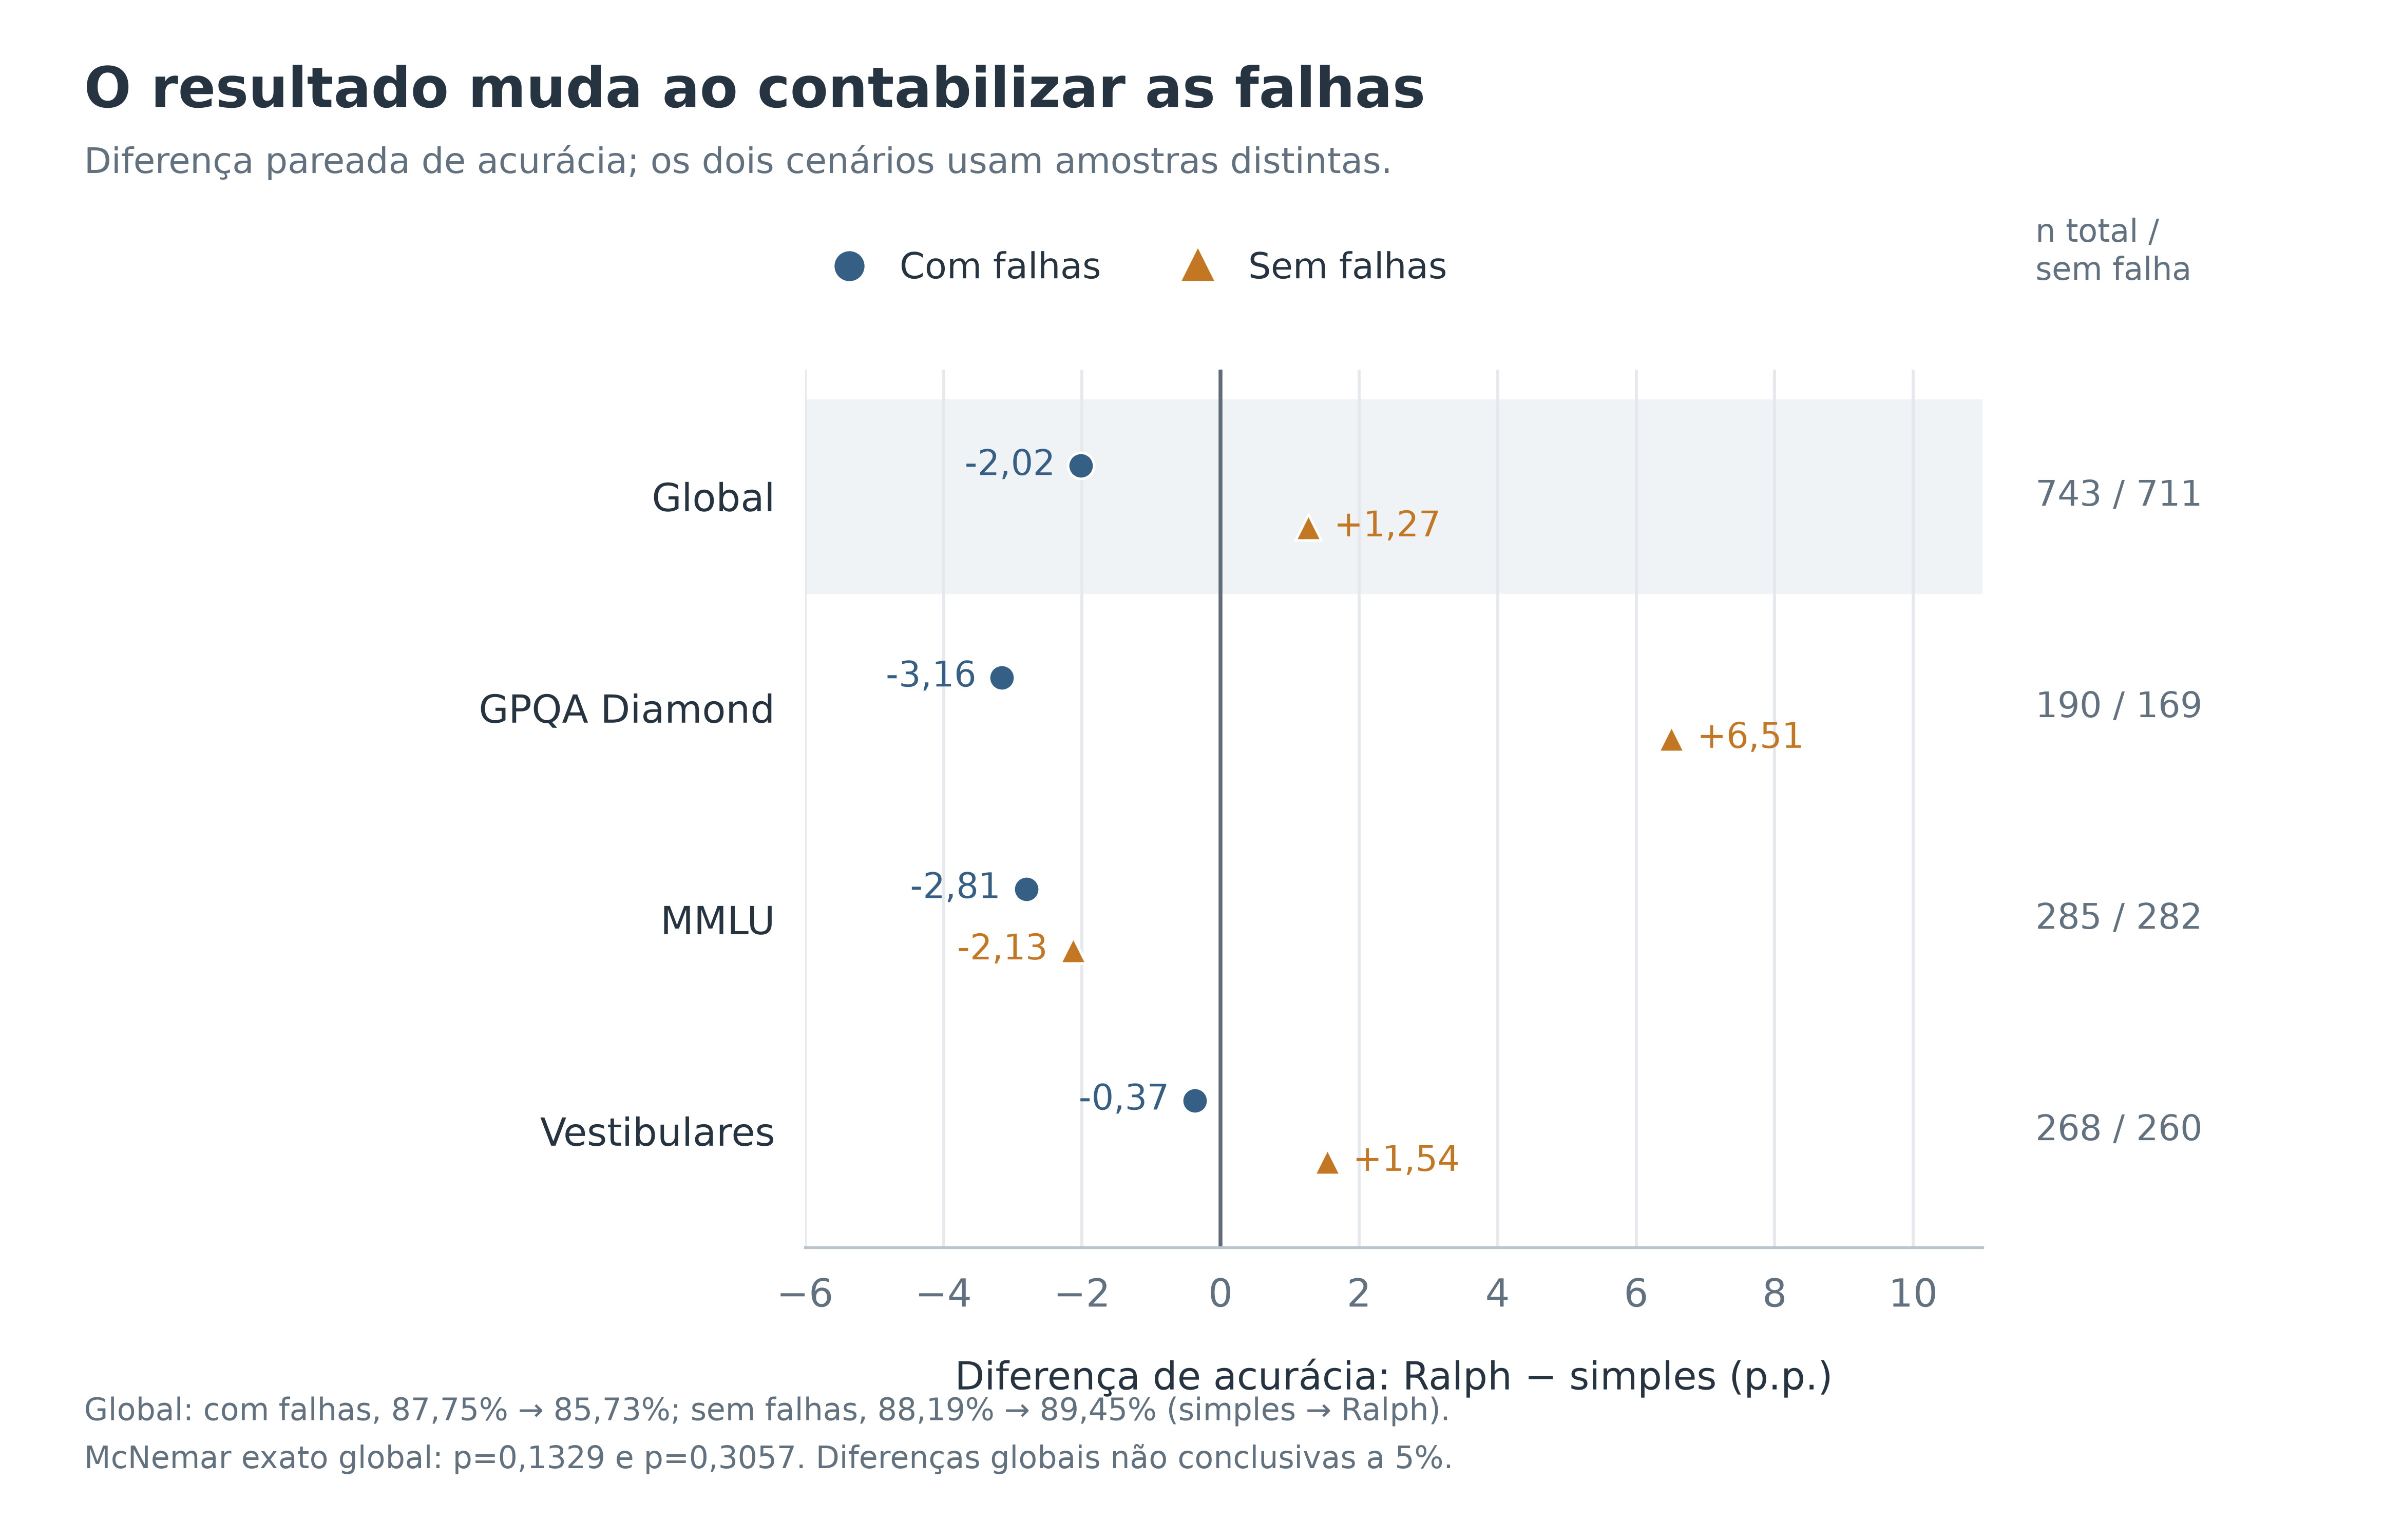 O resultado muda ao contabilizar as falhas
Diferença pareada de acurácia; os dois cenários usam amostras distintas.
n total /
sem falha
Com falhas
Sem falhas
Global
-2,02
+1,27
743 / 711
GPQA Diamond
-3,16
+6,51
190 / 169
MMLU
-2,81
-2,13
285 / 282
Vestibulares
-0,37
+1,54
268 / 260
−6 −4 −2 0 2 4 6 8 10
Diferença de acurácia: Ralph − simples (p.p.)
Global: com falhas, 87,75% → 85,73%; sem falhas, 88,19% → 89,45% (simples → Ralph).
McNemar exato global: p=0,1329 e p=0,3057. Diferenças globais não conclusivas a 5%.